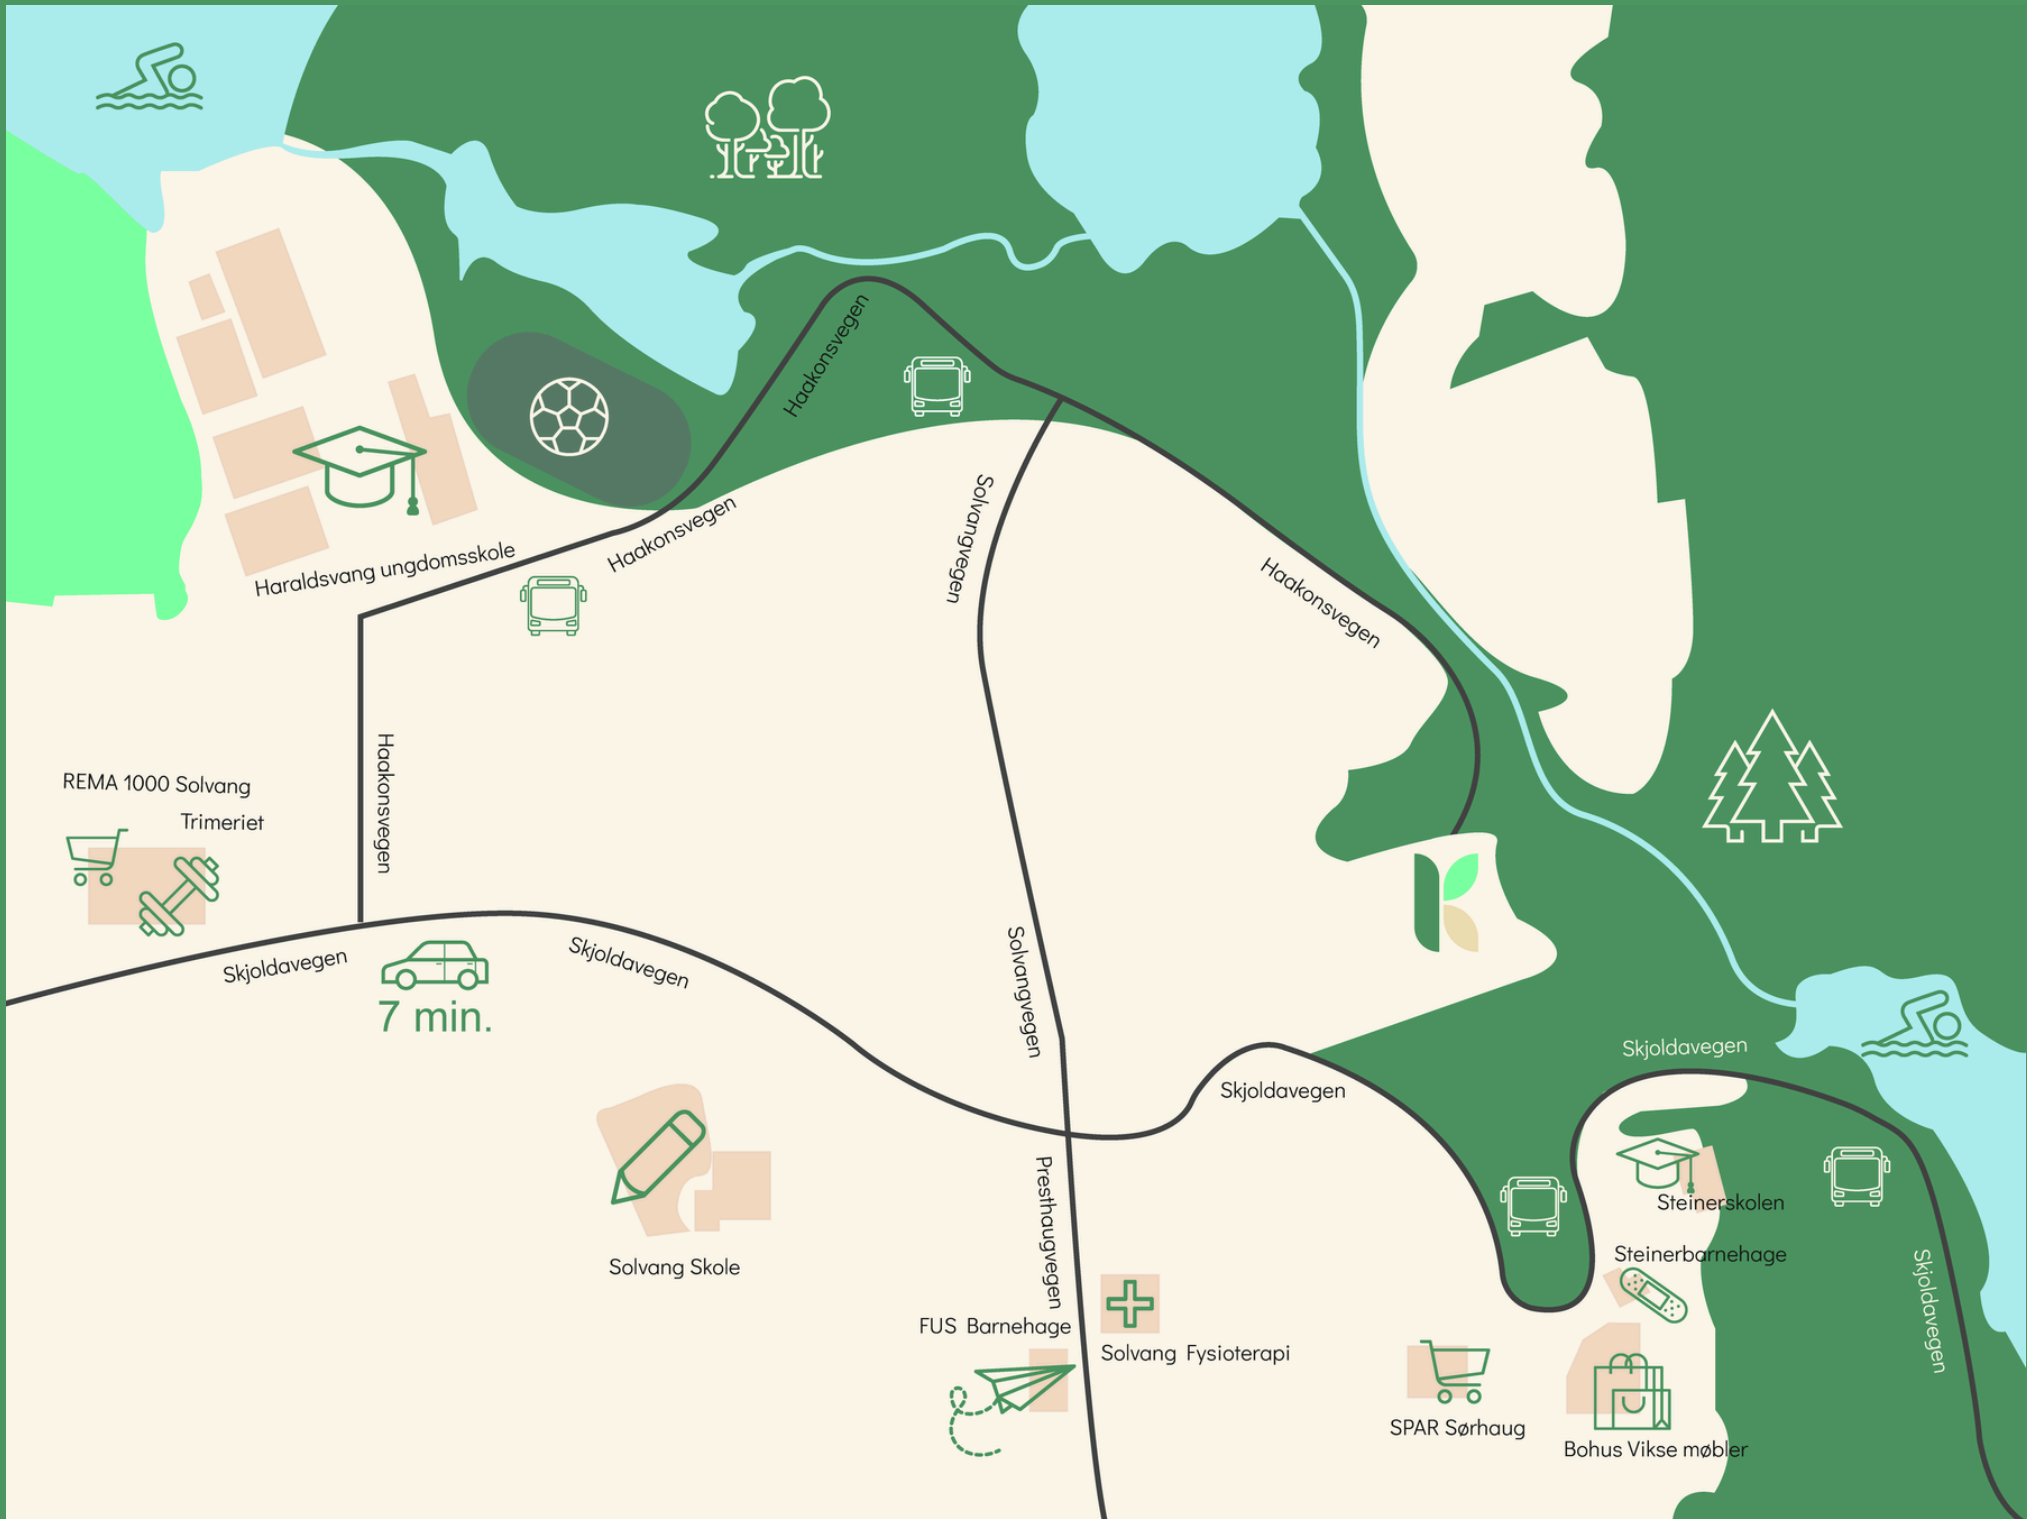 Haakonsvegen
Solvangvegen
Haakonsvegen
Haraldsvang ungdomsskole
Haakonsvegen
Haakonsvegen
REMA 1000 Solvang
Trimeriet
Skjoldavegen
7 min.
Skjoldavegen
Solvangvegen
Skjoldavegen
Skjoldavegen
Presthaugvegen
Steinerskolen
Steinerbarnehage
Solvang Skole
FUS Barnehage
Solvang Fysioterapi
Skjoldavegen
SPAR Sørhaug
Bohus Vikse møbler